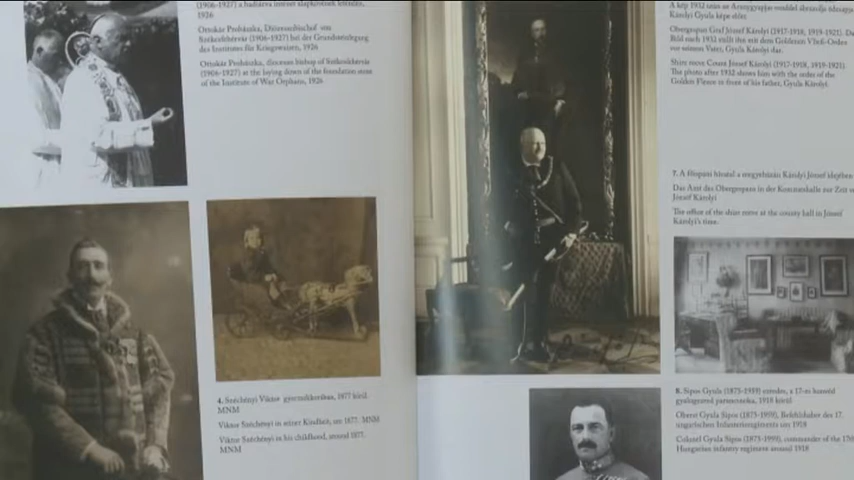 (1906-1927) a hadiárva intézet alapkövének letételén,
1926
Ottokár Prohászka, Diözesanbischof von
Székesfehérvár (1906-1927) bei der Grundsteinlegung
des Instituts für Kriegswaisen, 1926
Ottokár Prohászka, diocesan bishop of Székesfehérvár
(1906-1927) at the laying down of the foundation stone
of the Institute of War Orphans, 1926
4. Széchényi Viktor gyermekkorában, 1877 körül.
MNM
Viktor Széchényi in seiner Kindheit, um 1877. MNM
Viktor Széchényi in his childhood, around 1877.
MNM
A kép 1932 után az Aranygyapjas renddel ábrázolja
Károlyi Gyula képe előtt
Obergespan Graf József Károlyi (1917-1918, 1919-1921). Das
Bild nach 1932 stellt ihn mit dem Goldenen Vlies-Orden
vor seinem Vater, Gyula Károlyi dar.
Shire reeve Count József Károlyi (1917-1918, 1919-1921).
The photo after 1932 shows him with the order of the
Golden Fleece in front of his father, Gyula Károlyi.
7. A főispáni hivatal a megyeházán Károlyi József idejében
Das Amt des Obergespans in der Komitatshalle zur Zeit v
József Károlyi
The office of the shire reeve at the county hall in József
Károlyi's time.
8. Sipos Gyula (1873-1959) ezredes, a 17-es honvéd
gyalogezred parancsnoka, 1918 körül
Oberst Gyula Sipos (1873-1959), Befehlshaber des 17.
ungarischen Infanterieregiments um 1918
Colonel Gyula Sipos (1873-1959), commander of the 17th
Hungarian infantry regiment around 1918